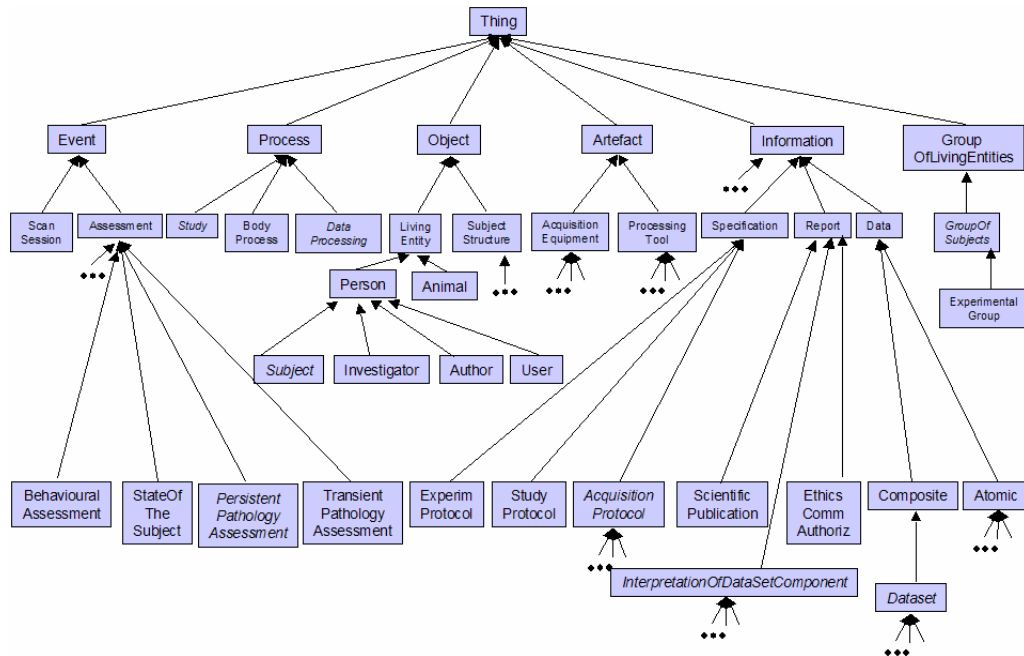 Thing
Event
Process
Object
Artefact
Information
Group
OfLivingEntities
Scan
Session
Assessment
Study
Body
Process
Data
Processing
Living
Entity
Subject
Structure
Acquisition
Equipment
Processing
Tool
Specification
Report
Data
GroupOf
Subjects
Person
Animal
Experimental
Group
Subject
Investigator
Author
User
Behavioural
Assessment
StateOf
The
Subject
Persistent
Pathology
Assessment
Transient
Pathology
Assessment
Experim
Protocol
Study
Protocol
Acquisition
Protocol
Scientific
Publication
Ethics
Comm
Authoriz
Composite
Atomic
InterpretationOfDataSetComponent
Dataset